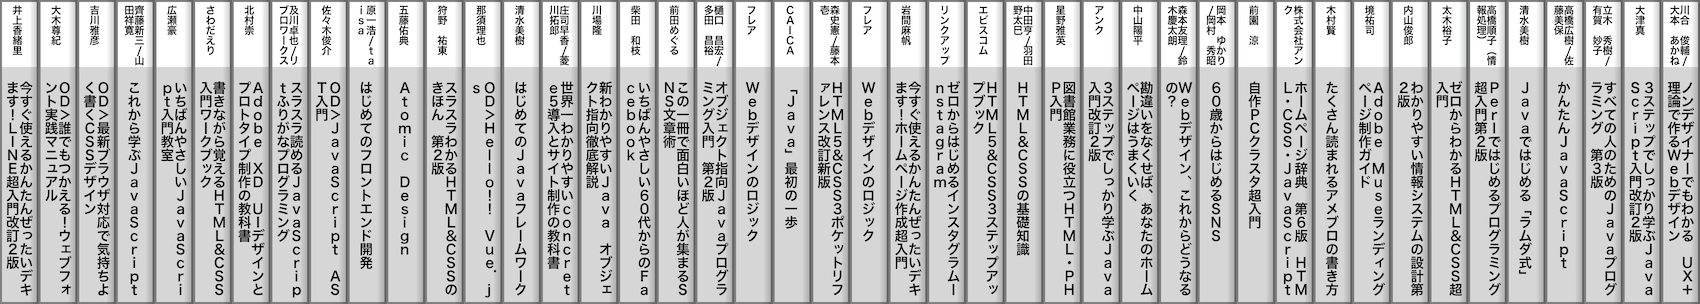 川合 俊輔/
大本 あかね/
ノンデザイナーでもわかる UX+
理論で作るWebデザイン
大津真
3ステップでしっかり学ぶJava
Script入門改訂2版
立木 秀樹/
有賀 妙子/
すべての人のためのJavaプログ
ラミング 第3版
高橋広樹/佐
藤美保
かんたんJavaScript
清水美樹
Javaではじめる「ラムダ式」
高橋順子(情
報処理)
Perlではじめるプログラミング
超入門第2版
太木裕子
ゼロからわかるHTML&CSS超
入門
内山俊郎
わかりやすい情報システムの設計第
2版
境祐司
Adobe Museランディング
ページ制作ガイド
木村賢
たくさん読まれるアメブロの書き方
株式会社アン
ク
ホームページ辞典 第6版 HTM
L・CSS・JavaScript
前園 涼
自作PCクラスタ超入門
岡本 ゆかり
/岡村 秀昭
60歳からはじめるSNS
森本友理/鈴
木慶太朗
Webデザイン、これからどうなる
の?
中山陽平
勘違いをなくせば、あなたのホーム
ページはうまくいく
アンク
3ステップでしっかり学ぶJava
入門改訂2版
星野雅英
図書館業務に役立つHTML・PH
P入門
中田亨/羽田
野太巳
HTML&CSSの基礎知識
エビスコム
HTML5&CSS3ステップアッ
プブック
リンクアップ
ゼロからはじめるインスタグラムI
nstagram
岩間麻帆
今すぐ使えるかんたんぜったいデキ
ます!ホームページ作成超入門
フレア
Webデザインのロジック
森史憲/藤本
壱
HTML5&CSS3ポケットリフ
ァレンス改訂新版
CAICA
「Java」最初の一歩
フレア
Webデザインのロジック
樋口 昌宏/
多田 昌裕/
オブジェクト指向Javaプログラ
ミング入門 第2版
前田めぐる
この一冊で面白いほど人が集まるS
NS文章術
柴田 和枝
いちばんやさしい60代からのFa
cebook
川場隆
新わかりやすいJava オブジェ
クト指向徹底解説
庄司早香/菱
川拓郎
世界一わかりやすいconcret
e5導入とサイト制作の教科書
清水美樹
はじめてのJavaフレームワーク
那須理也
OD>Hello!! Vue.j
s
狩野 祐東
スラスラわかるHTML&CSSの
きほん 第2版
五藤佑典
Atomic Design
原一浩/ta
isa
はじめてのフロントエンド開発
佐々木俊介
OD>JavaScript AS
T入門
及川卓也/リ
ブロワークス
スラスラ読めるJavaScrip
tふりがなプログラミング
北村崇
Adobe XD UIデザインと
プロトタイプ制作の教科書
さわだえり
書きながら覚えるHTML&CSS
入門ワークブック
広瀬豪
いちばんやさしいJavaScri
pt入門教室
齊藤新三/山
田祥寛
これから学ぶJavaScript
吉川雅彦
OD>最新ブラウザ対応で気持ちよ
く書くCSSデザイン
大木尊紀
OD>誰でもつかえる!ウェブフォ
ント実践マニュアル
井上香緒里
今すぐ使えるかんたんぜったいデキ
ます!LINE超入門改訂2版